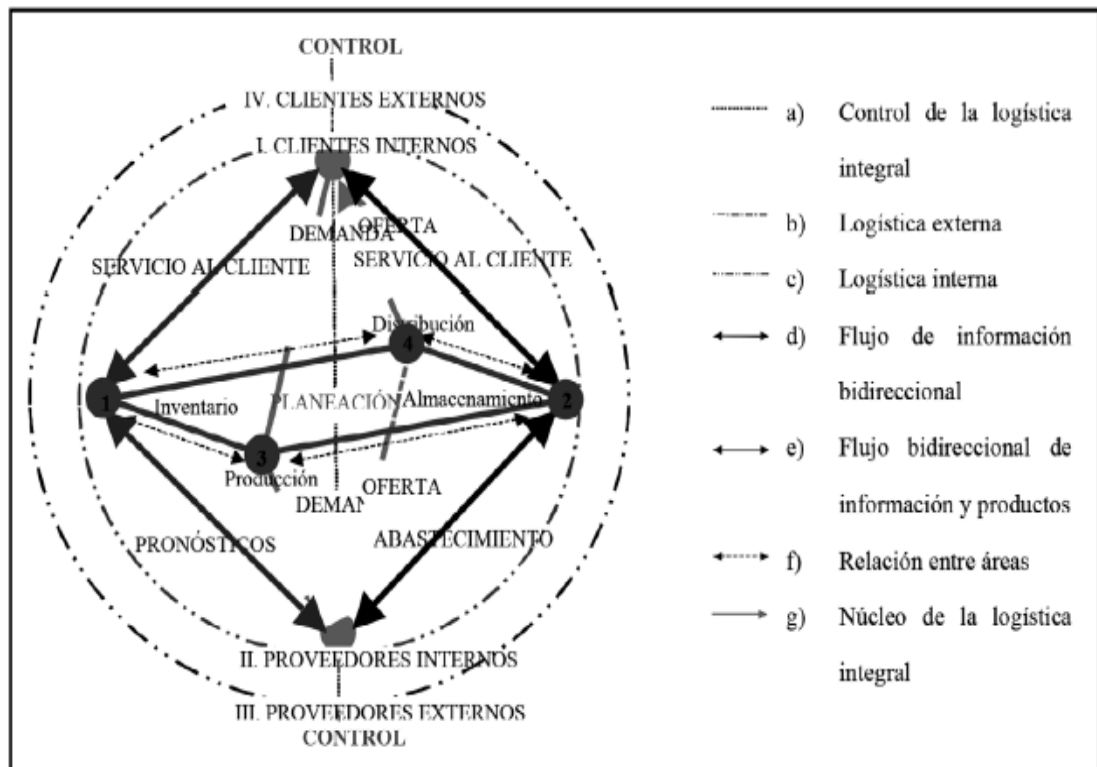 CONTROL
IV. CLIENTES EXTERNOS
I. CLIENTES INTERNOS
DEMANDA
OFERTA
SERVICIO AL CLIENTE
SERVICIO AL CLIENTE
Distribución
4
1
Inventario
PLANEACIÓN
Almacenamiento
2
3
Producción
DEMAN
OFERTA
PRONÓSTICOS
ABASTECIMIENTO
II. PROVEEDORES INTERNOS
III. PROVEEDORES EXTERNOS
CONTROL
a) Control de la logística
integral
b) Logística externa
c) Logística interna
d) Flujo de información
bidireccional
e) Flujo bidireccional de
información y productos
f) Relación entre áreas
g) Núcleo de la logística
integral